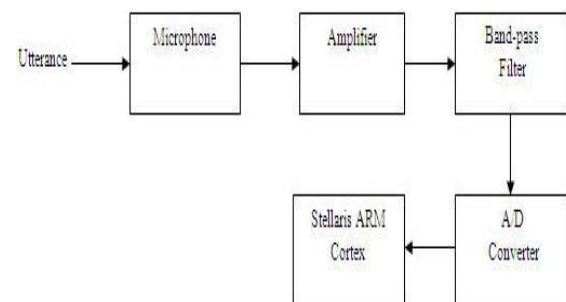 Utterance
Microphone
Amplifier
Band-pass
Filter
A/D
Converter
Stellaris ARM
Cortex